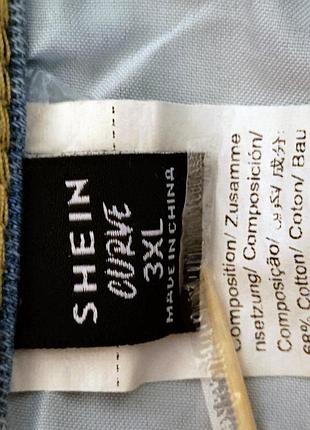 SHEIN
CURVE
3XL
MADE IN CHINA
Composition/ Zusamme
nsetzung/ Composición/
Composição/ 成分:
68% Cotton/ Coton/ Bau